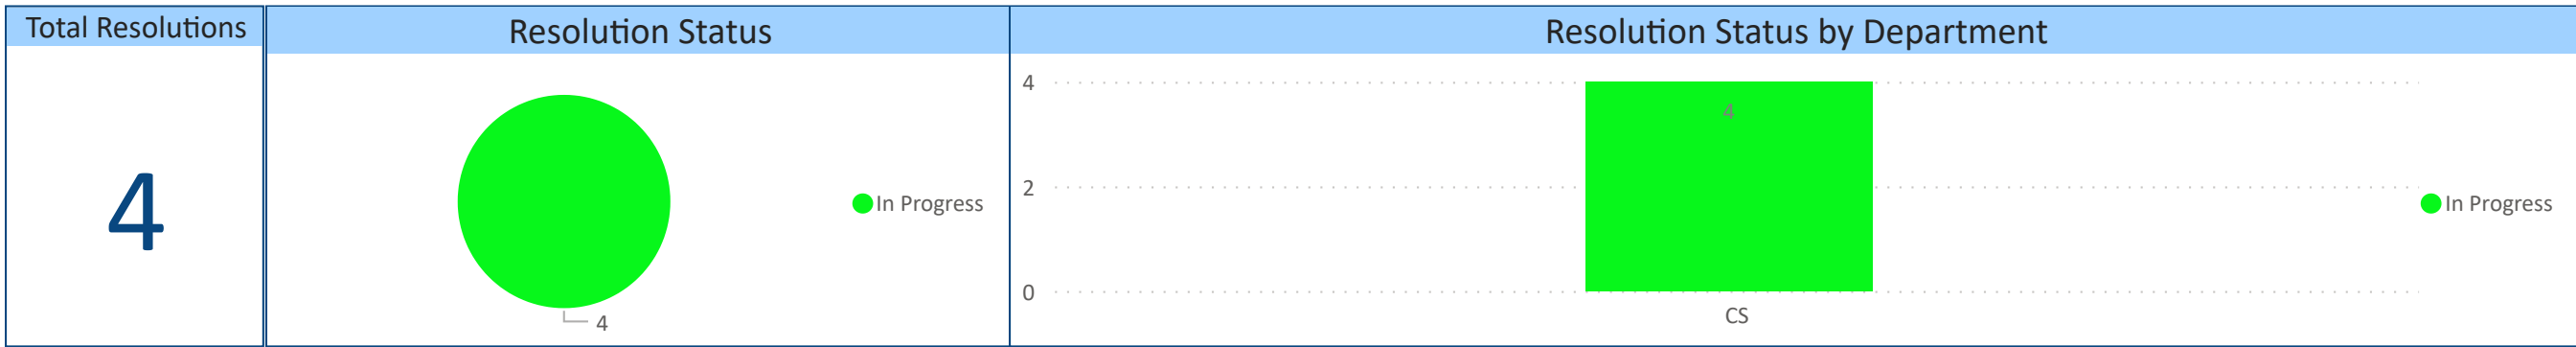 Total Resolutions
4
Resolution Status
4
In Progress
Resolution Status by Department
4
2
0
4
CS
In Progress